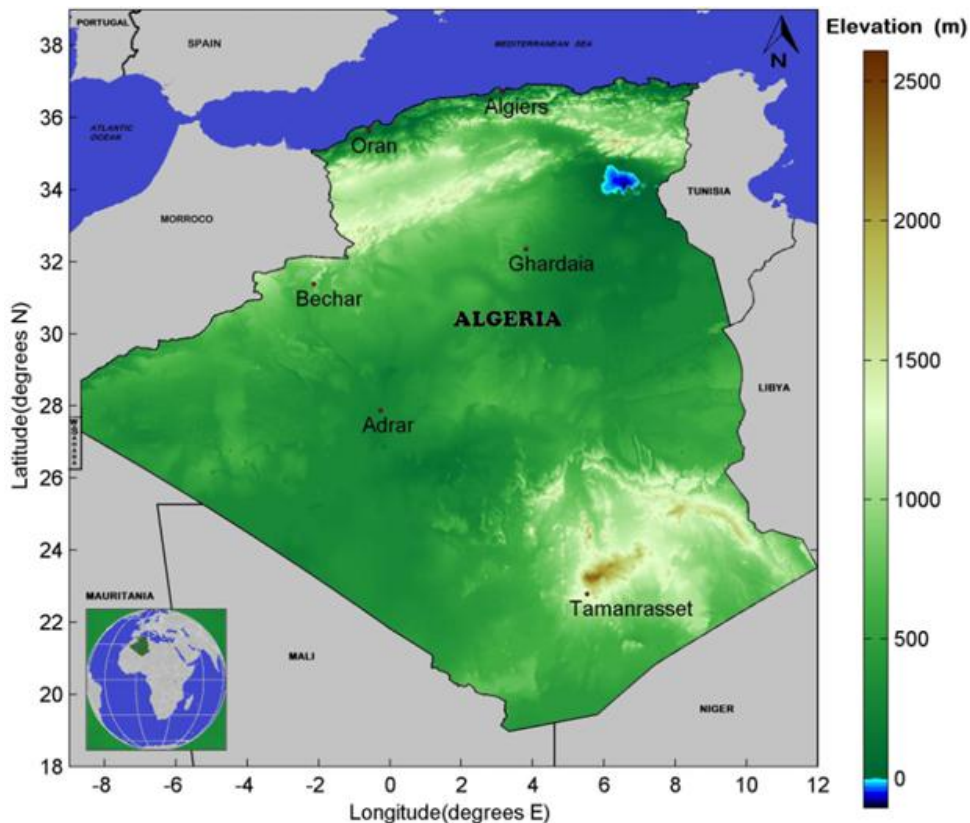 PORTUGAL
SPAIN
MEDITERRANEAN SEA
Elevation (m)
N
ATLANTIC
OCEAN
Algiers
Oran
TUNISIA
MORROCO
Ghardaia
Bechar
ALGERIA
LIBYA
Adrar
Tamanrasset
MAURITANIA
MALI
NIGER
Latitude(degrees N)
38
36
34
32
30
28
26
24
22
20
18
-8
-6
-4
-2
0
2
4
6
8
10
12
Longitude(degrees E)
2500
2000
1500
1000
500
0